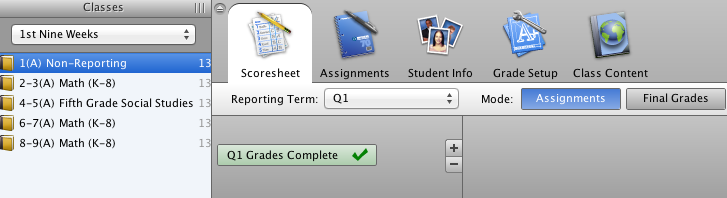 Classes
1st Nine Weeks
1(A) Non-Reporting 13
2-3(A) Math (K-8) 13
4-5(A) Fifth Grade Social Studies 13
6-7(A) Math (K-8) 13
8-9(A) Math (K-8) 13
Scoresheet Assignments Student Info Grade Setup Class Content
Reporting Term: Q1 Mode: Assignments Final Grades
Q1 Grades Complete